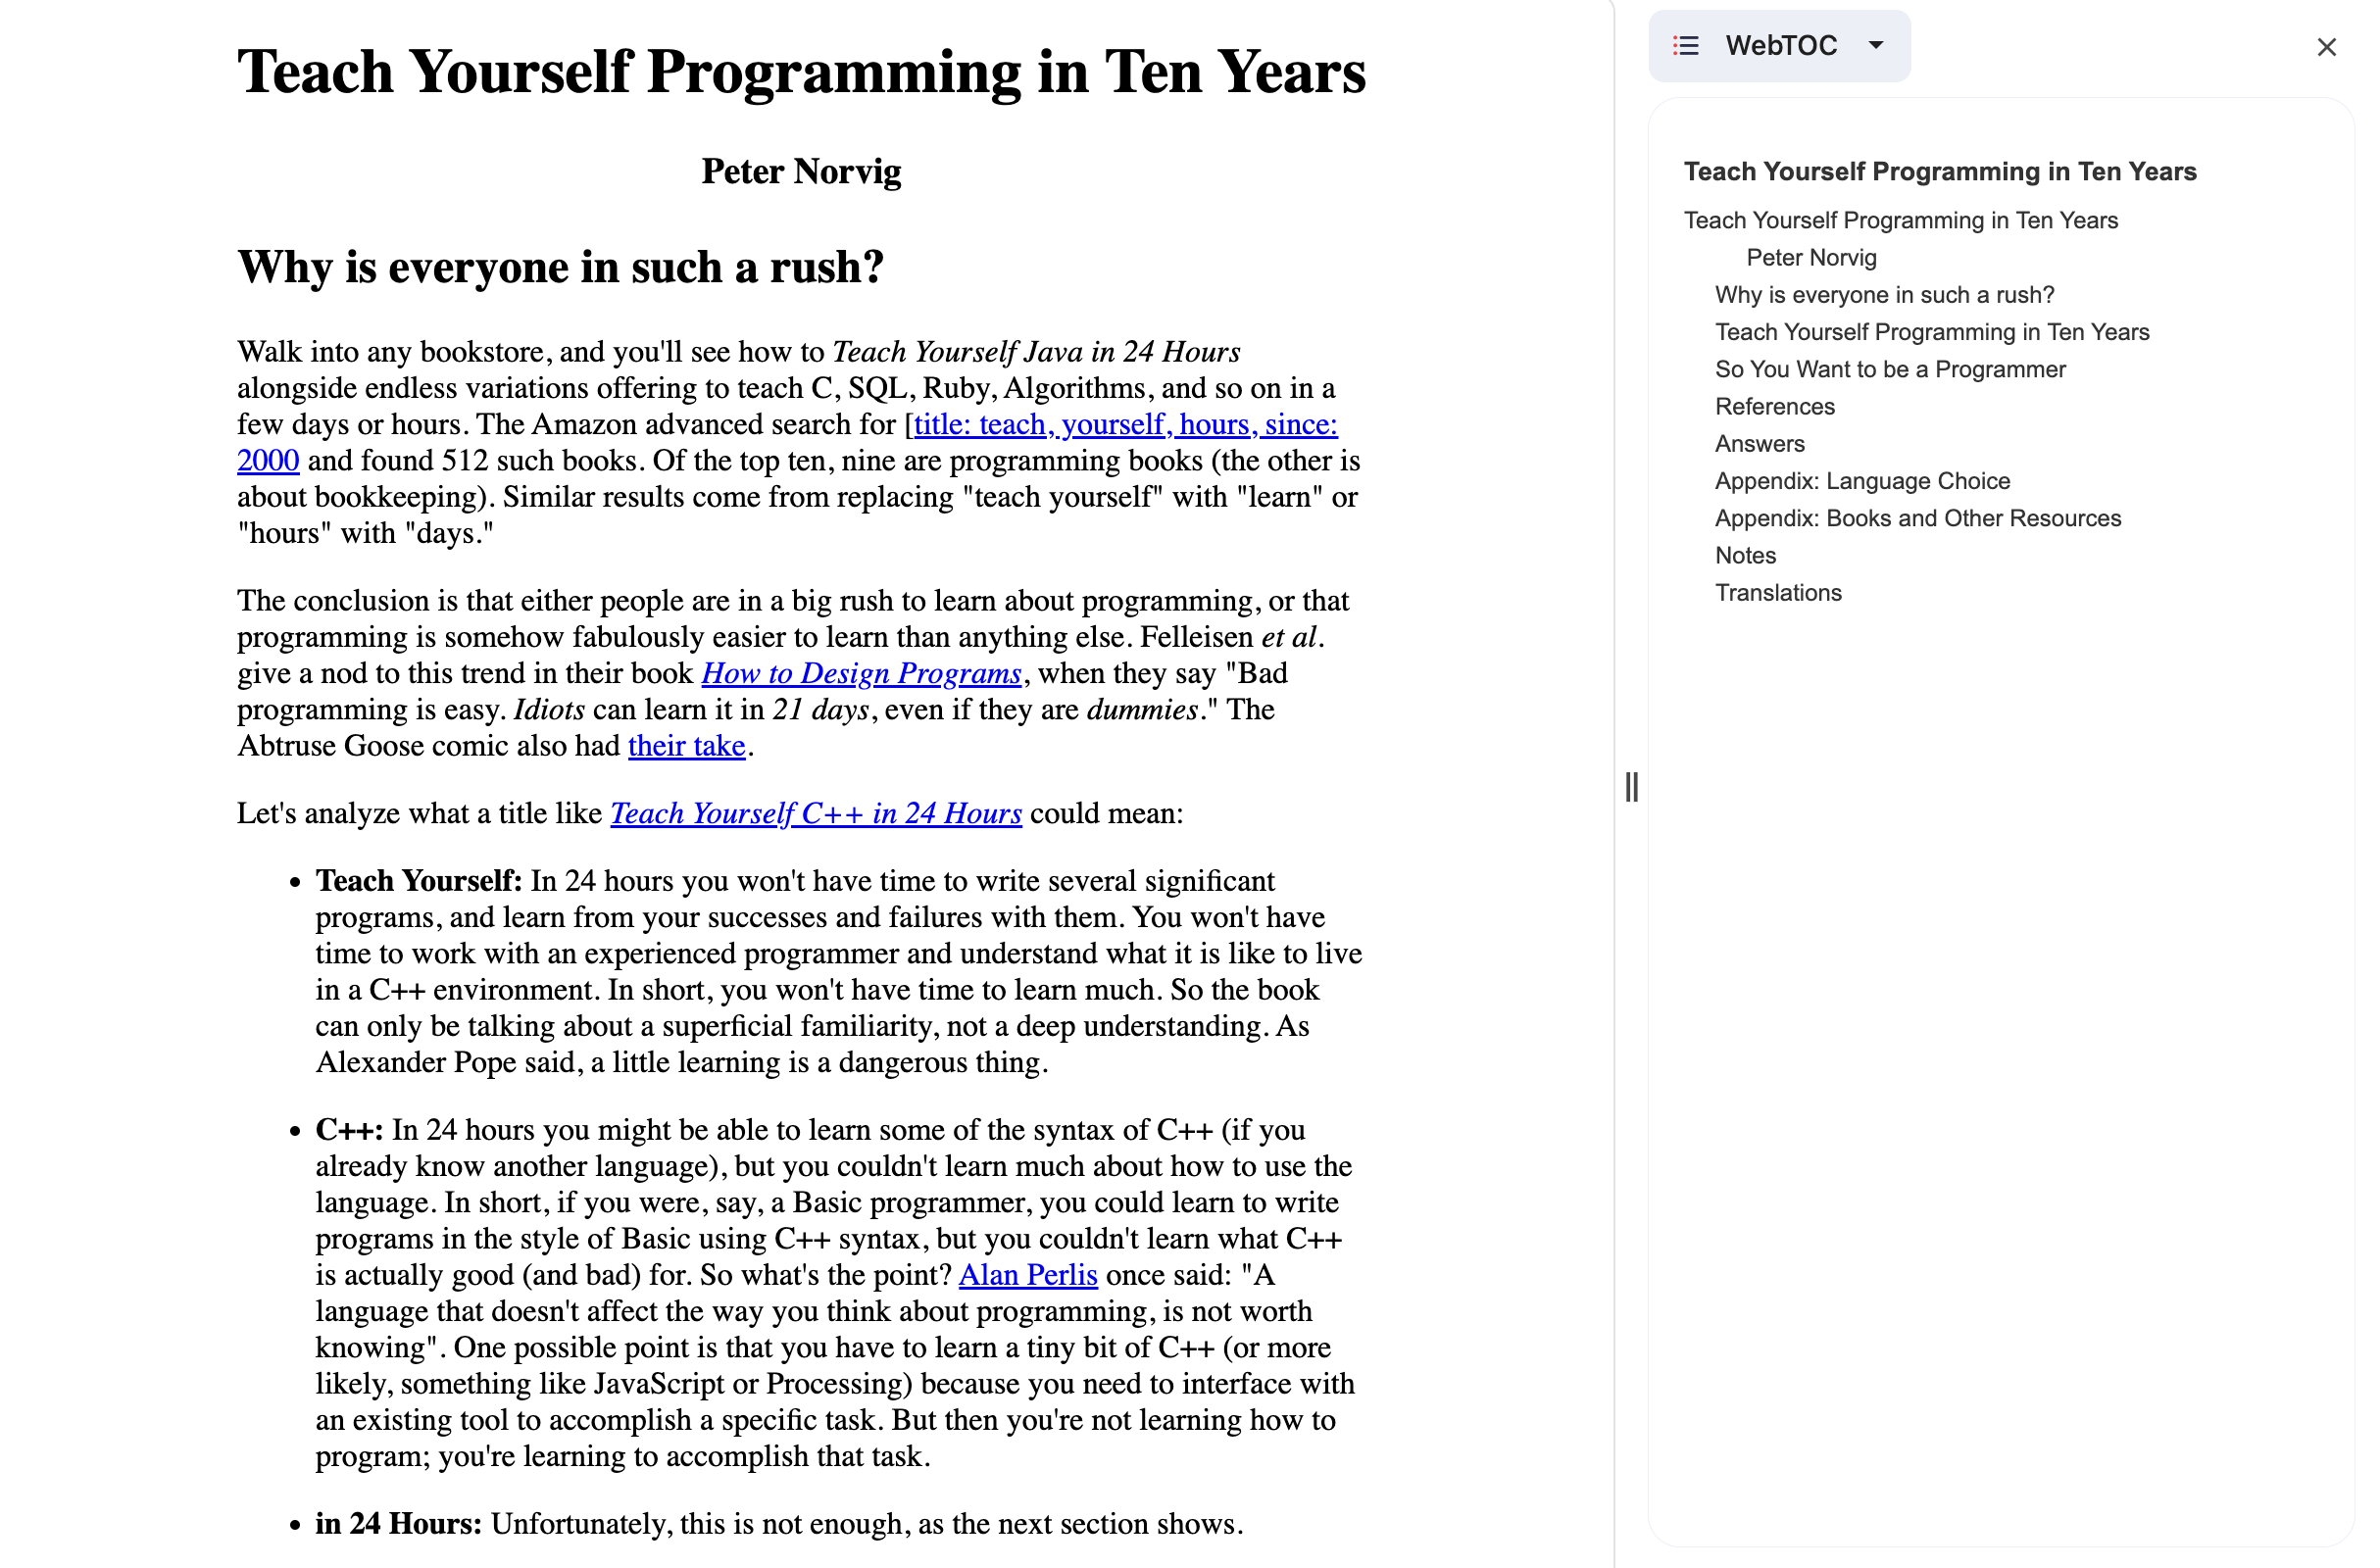 Teach Yourself Programming in Ten Years
Peter Norvig
Why is everyone in such a rush?
Walk into any bookstore, and you'll see how to Teach Yourself Java in 24 Hours
alongside endless variations offering to teach C, SQL, Ruby, Algorithms, and so on in a
few days or hours. The Amazon advanced search for [title: teach, yourself, hours, since:
2000 and found 512 such books. Of the top ten, nine are programming books (the other is
about bookkeeping). Similar results come from replacing "teach yourself" with "learn" or
"hours" with "days."
The conclusion is that either people are in a big rush to learn about programming, or that
programming is somehow fabulously easier to learn than anything else. Felleisen et al.
give a nod to this trend in their book How to Design Programs, when they say "Bad
programming is easy. Idiots can learn it in 21 days, even if they are dummies." The
Abtruse Goose comic also had their take.
Let's analyze what a title like Teach Yourself C++ in 24 Hours could mean:
• Teach Yourself: In 24 hours you won't have time to write several significant
programs, and learn from your successes and failures with them. You won't have
time to work with an experienced programmer and understand what it is like to live
in a C++ environment. In short, you won't have time to learn much. So the book
can only be talking about a superficial familiarity, not a deep understanding. As
Alexander Pope said, a little learning is a dangerous thing.
• C++: In 24 hours you might be able to learn some of the syntax of C++ (if you
already know another language), but you couldn't learn much about how to use the
language. In short, if you were, say, a Basic programmer, you could learn to write
programs in the style of Basic using C++ syntax, but you couldn't learn what C++
is actually good (and bad) for. So what's the point? Alan Perlis once said: "A
language that doesn't affect the way you think about programming, is not worth
knowing". One possible point is that you have to learn a tiny bit of C++ (or more
likely, something like JavaScript or Processing) because you need to interface with
an existing tool to accomplish a specific task. But then you're not learning how to
program; you're learning to accomplish that task.
• in 24 Hours: Unfortunately, this is not enough, as the next section shows.
WebTOC
Teach Yourself Programming in Ten Years
Teach Yourself Programming in Ten Years
Peter Norvig
Why is everyone in such a rush?
Teach Yourself Programming in Ten Years
So You Want to be a Programmer
References
Answers
Appendix: Language Choice
Appendix: Books and Other Resources
Notes
Translations